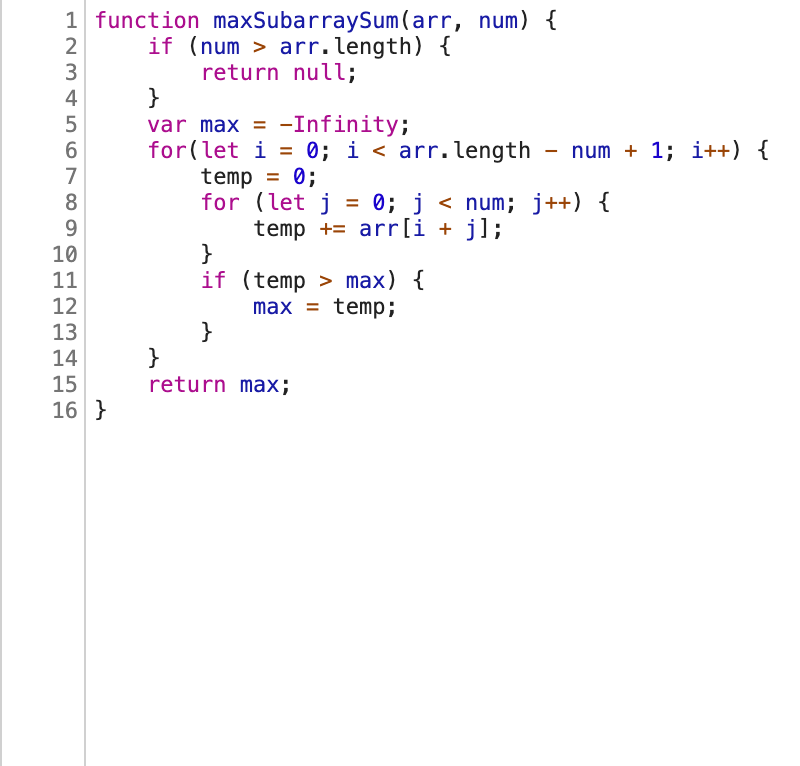 1 function maxSubarraySum(arr, num) {
2     if (num > arr.length) {
3         return null;
4     }
5     var max = -Infinity;
6     for(let i = 0; i < arr.length - num + 1; i++) {
7         temp = 0;
8         for (let j = 0; j < num; j++) {
9             temp += arr[i + j];
10         }
11         if (temp > max) {
12             max = temp;
13         }
14     }
15     return max;
16 }